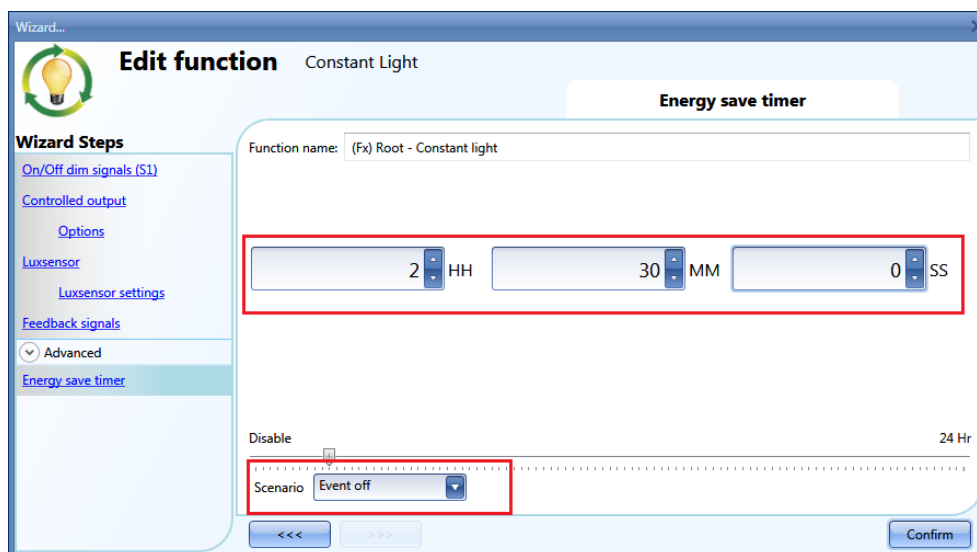 Wizard...
Edit function Constant Light
Energy save timer
Wizard Steps
On/Off dim signals (S1)
Controlled output
Options
Luxsensor
Luxsensor settings
Feedback signals
Advanced
Energy save timer
Function name: (Fx) Root - Constant light
2 HH 30 MM 0 SS
Disable 24 Hr
Scenario Event off
<<< >>> Confirm